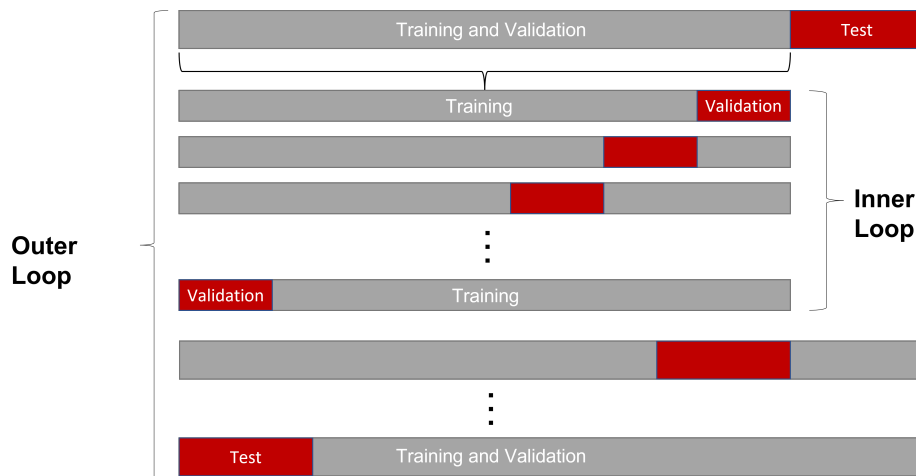 Training and Validation
Test
Training
Validation
Outer
Loop
Inner
Loop
Validation
Training
Test
Training and Validation